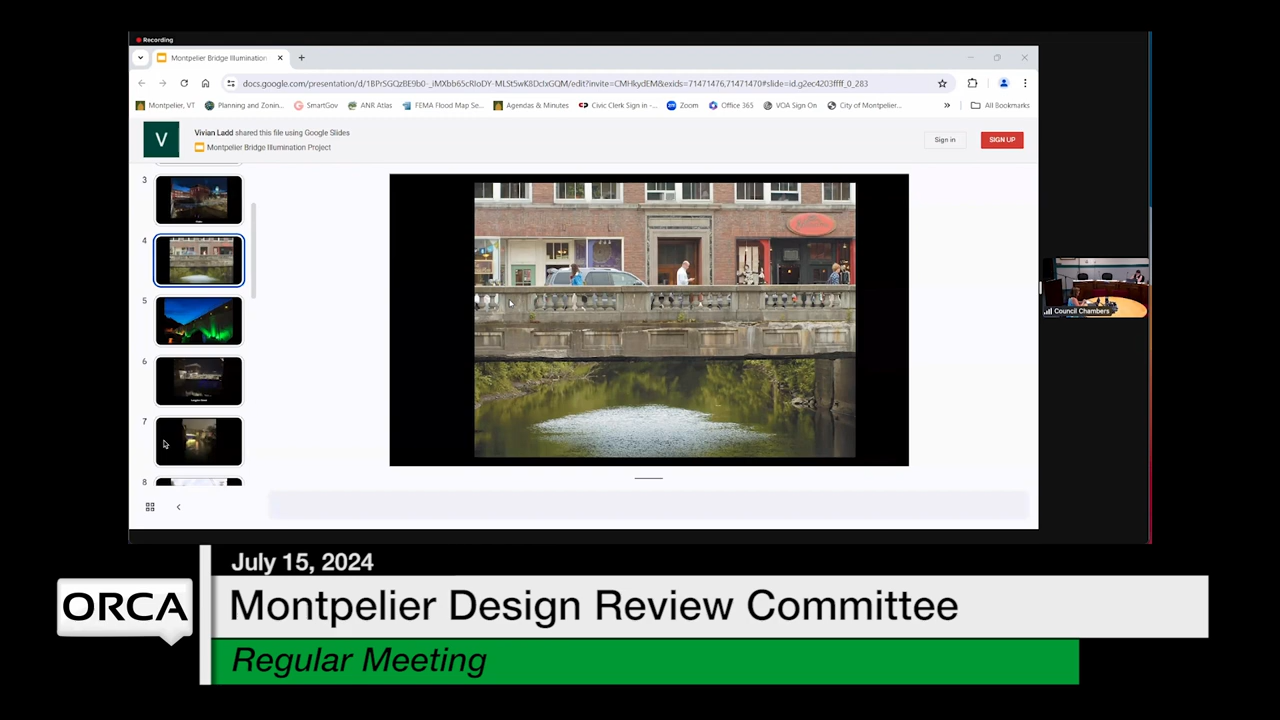 Recording
Montpelier Bridge Illumination
docs.google.com/presentation/d/1BPrSGQzBE9b0-_iMXbb65cRIoDY-MLSt5wK8DcIxGQM/edit?invite=CMHkydEM&exids=71471476,71471470#slide=id.g2ec4203ffff_0_283
Montpelier, VT
Planning and Zonin...
SmartGov
ANR Atlas
FEMA Flood Map Se...
Agendas & Minutes
Civic Clerk Sign in -...
Zoom
Office 365
VOA Sign On
City of Montpelier...
All Bookmarks
V
Vivian Ladd shared this file using Google Slides
Montpelier Bridge Illumination Project
Sign in
SIGN UP
3
4
5
6
7
8
Council Chambers
July 15, 2024
ORCA
Montpelier Design Review Committee
Regular Meeting